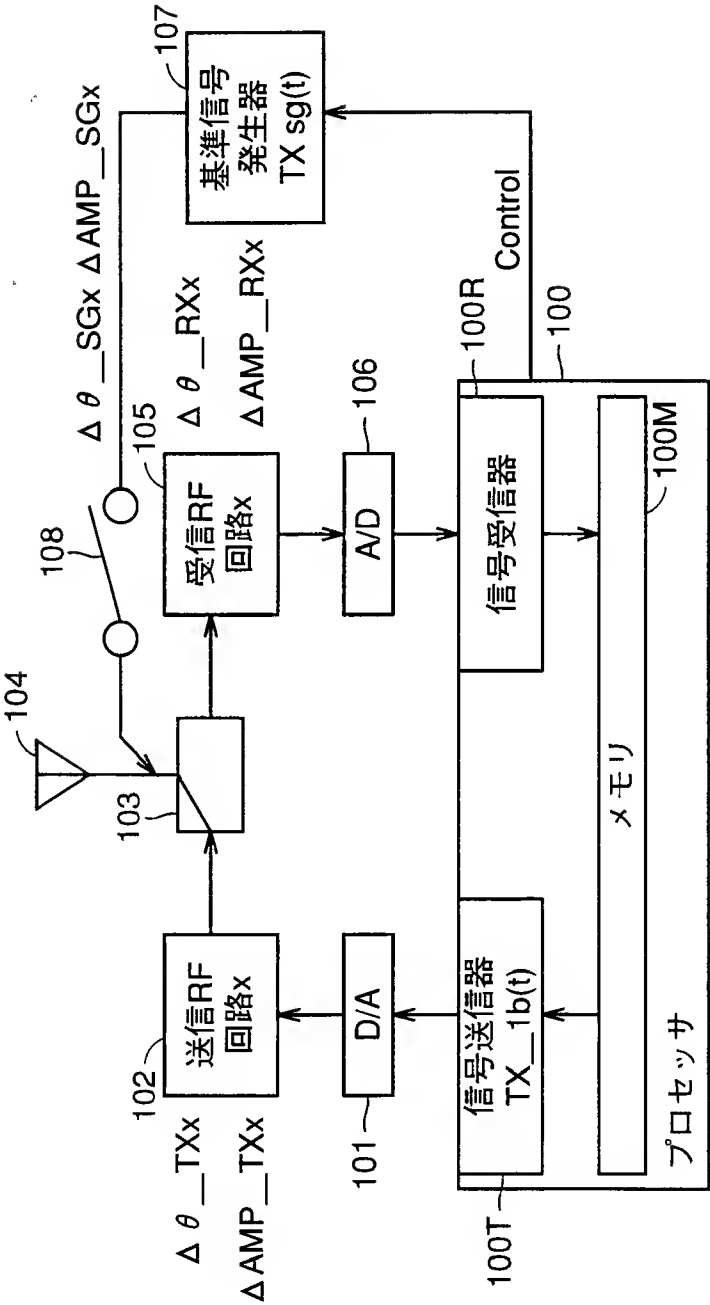 104
108
Δθ__SGx ΔAMP__SGx
107
基準信号
発生器
TX sg(t)
103
102
送信RF
回路x
Δθ__TXx
ΔAMP__TXx
105
受信RF
回路x
Δθ__RXx
ΔAMP__RXx
101
D/A
106
A/D
Control
100T
信号送信器
TX__1b(t)
信号受信器
100R
100
メモリ
100M
プロセッサ